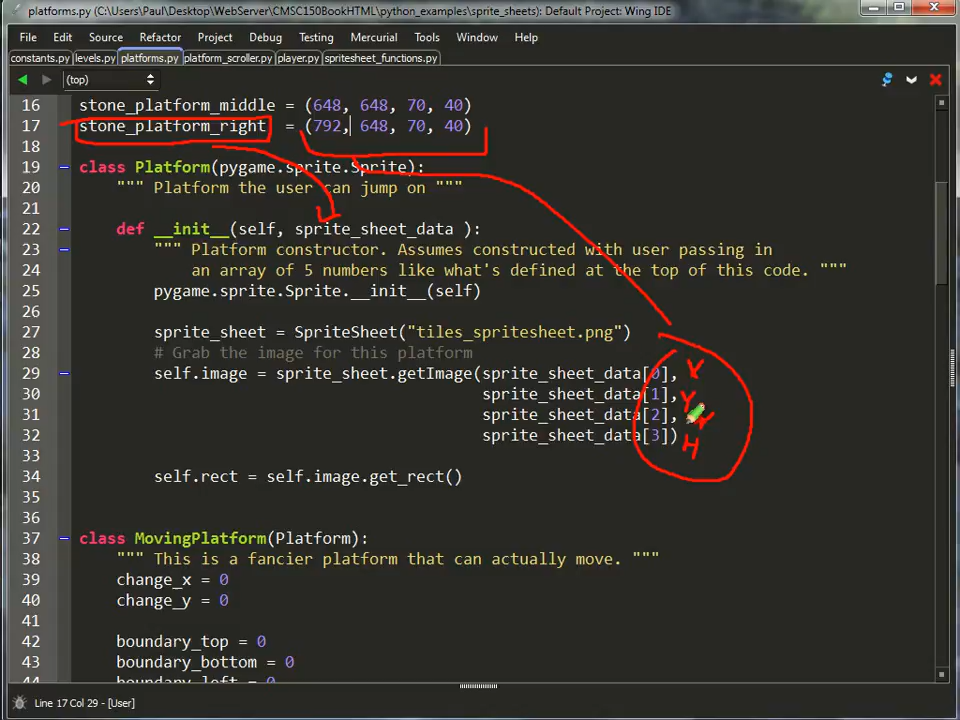 platforms.py (C:\Users\Paul\Desktop\WebServer\CMSC150BookHTML\python_examples\sprite_sheets): Default Project: Wing IDE
File Edit Source Refactor Project Debug Testing Mercurial Tools Window Help
constants.py levels.py platforms.py platform_scroller.py player.py spritesheet_functions.py
(top)
16 stone_platform_middle = (648, 648, 70, 40)
17 stone_platform_right = (792, 648, 70, 40)
18
19 class Platform(pygame.sprite.Sprite):
20 """ Platform the user can jump on """
21
22 def __init__(self, sprite_sheet_data ):
23 """ Platform constructor. Assumes constructed with user passing in
24 an array of 5 numbers like what's defined at the top of this code. """
25 pygame.sprite.Sprite.__init__(self)
26
27 sprite_sheet = SpriteSheet("tiles_spritesheet.png")
28 # Grab the image for this platform
29 self.image = sprite_sheet.getImage(sprite_sheet_data[0], X
30 sprite_sheet_data[1], Y
31 sprite_sheet_data[2],
32 sprite_sheet_data[3]) H
33
34 self.rect = self.image.get_rect()
35
36
37 class MovingPlatform(Platform):
38 """ This is a fancier platform that can actually move. """
39 change_x = 0
40 change_y = 0
41
42 boundary_top = 0
43 boundary_bottom = 0
44 boundary_left = 0
Line 17 Col 29 - [User]